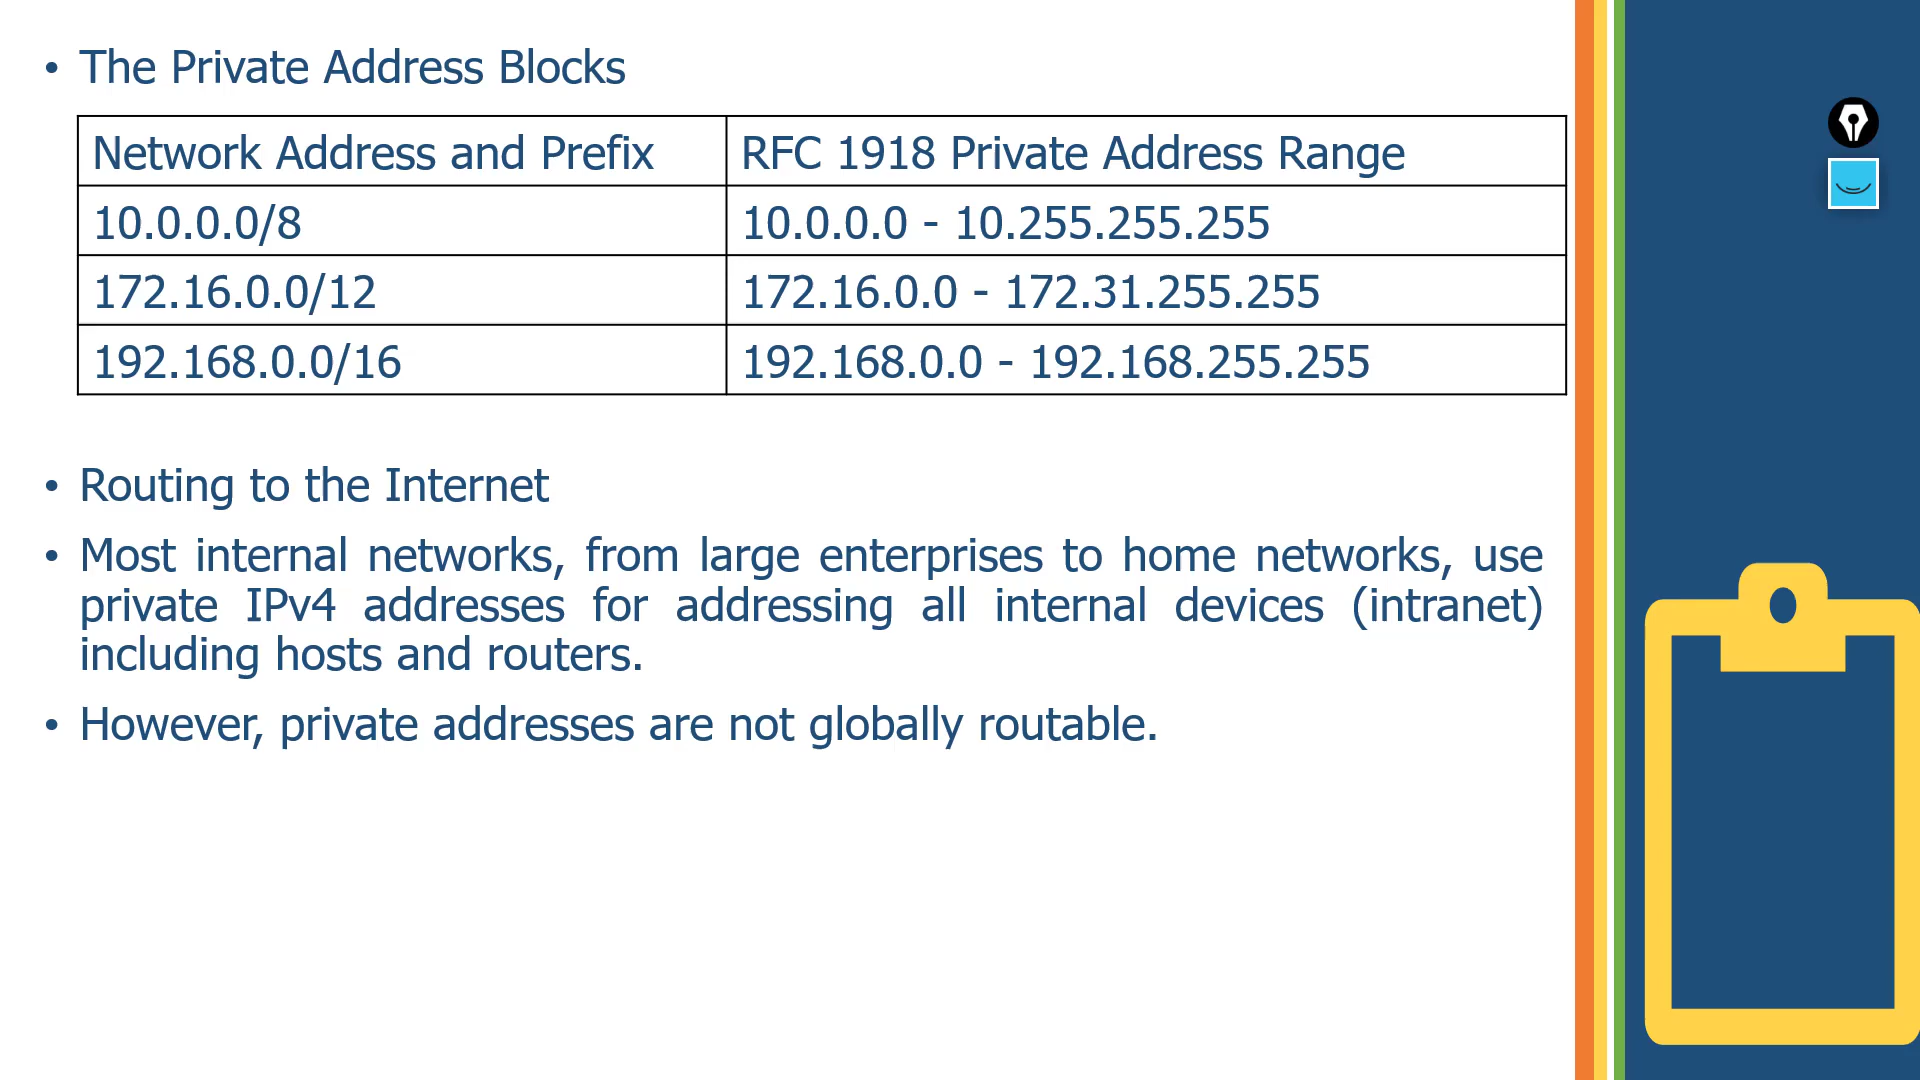 • The Private Address Blocks
Network Address and Prefix RFC 1918 Private Address Range
10.0.0.0/8 10.0.0.0 - 10.255.255.255
172.16.0.0/12 172.16.0.0 - 172.31.255.255
192.168.0.0/16 192.168.0.0 - 192.168.255.255
• Routing to the Internet
• Most internal networks, from large enterprises to home networks, use
private IPv4 addresses for addressing all internal devices (intranet)
including hosts and routers.
• However, private addresses are not globally routable.